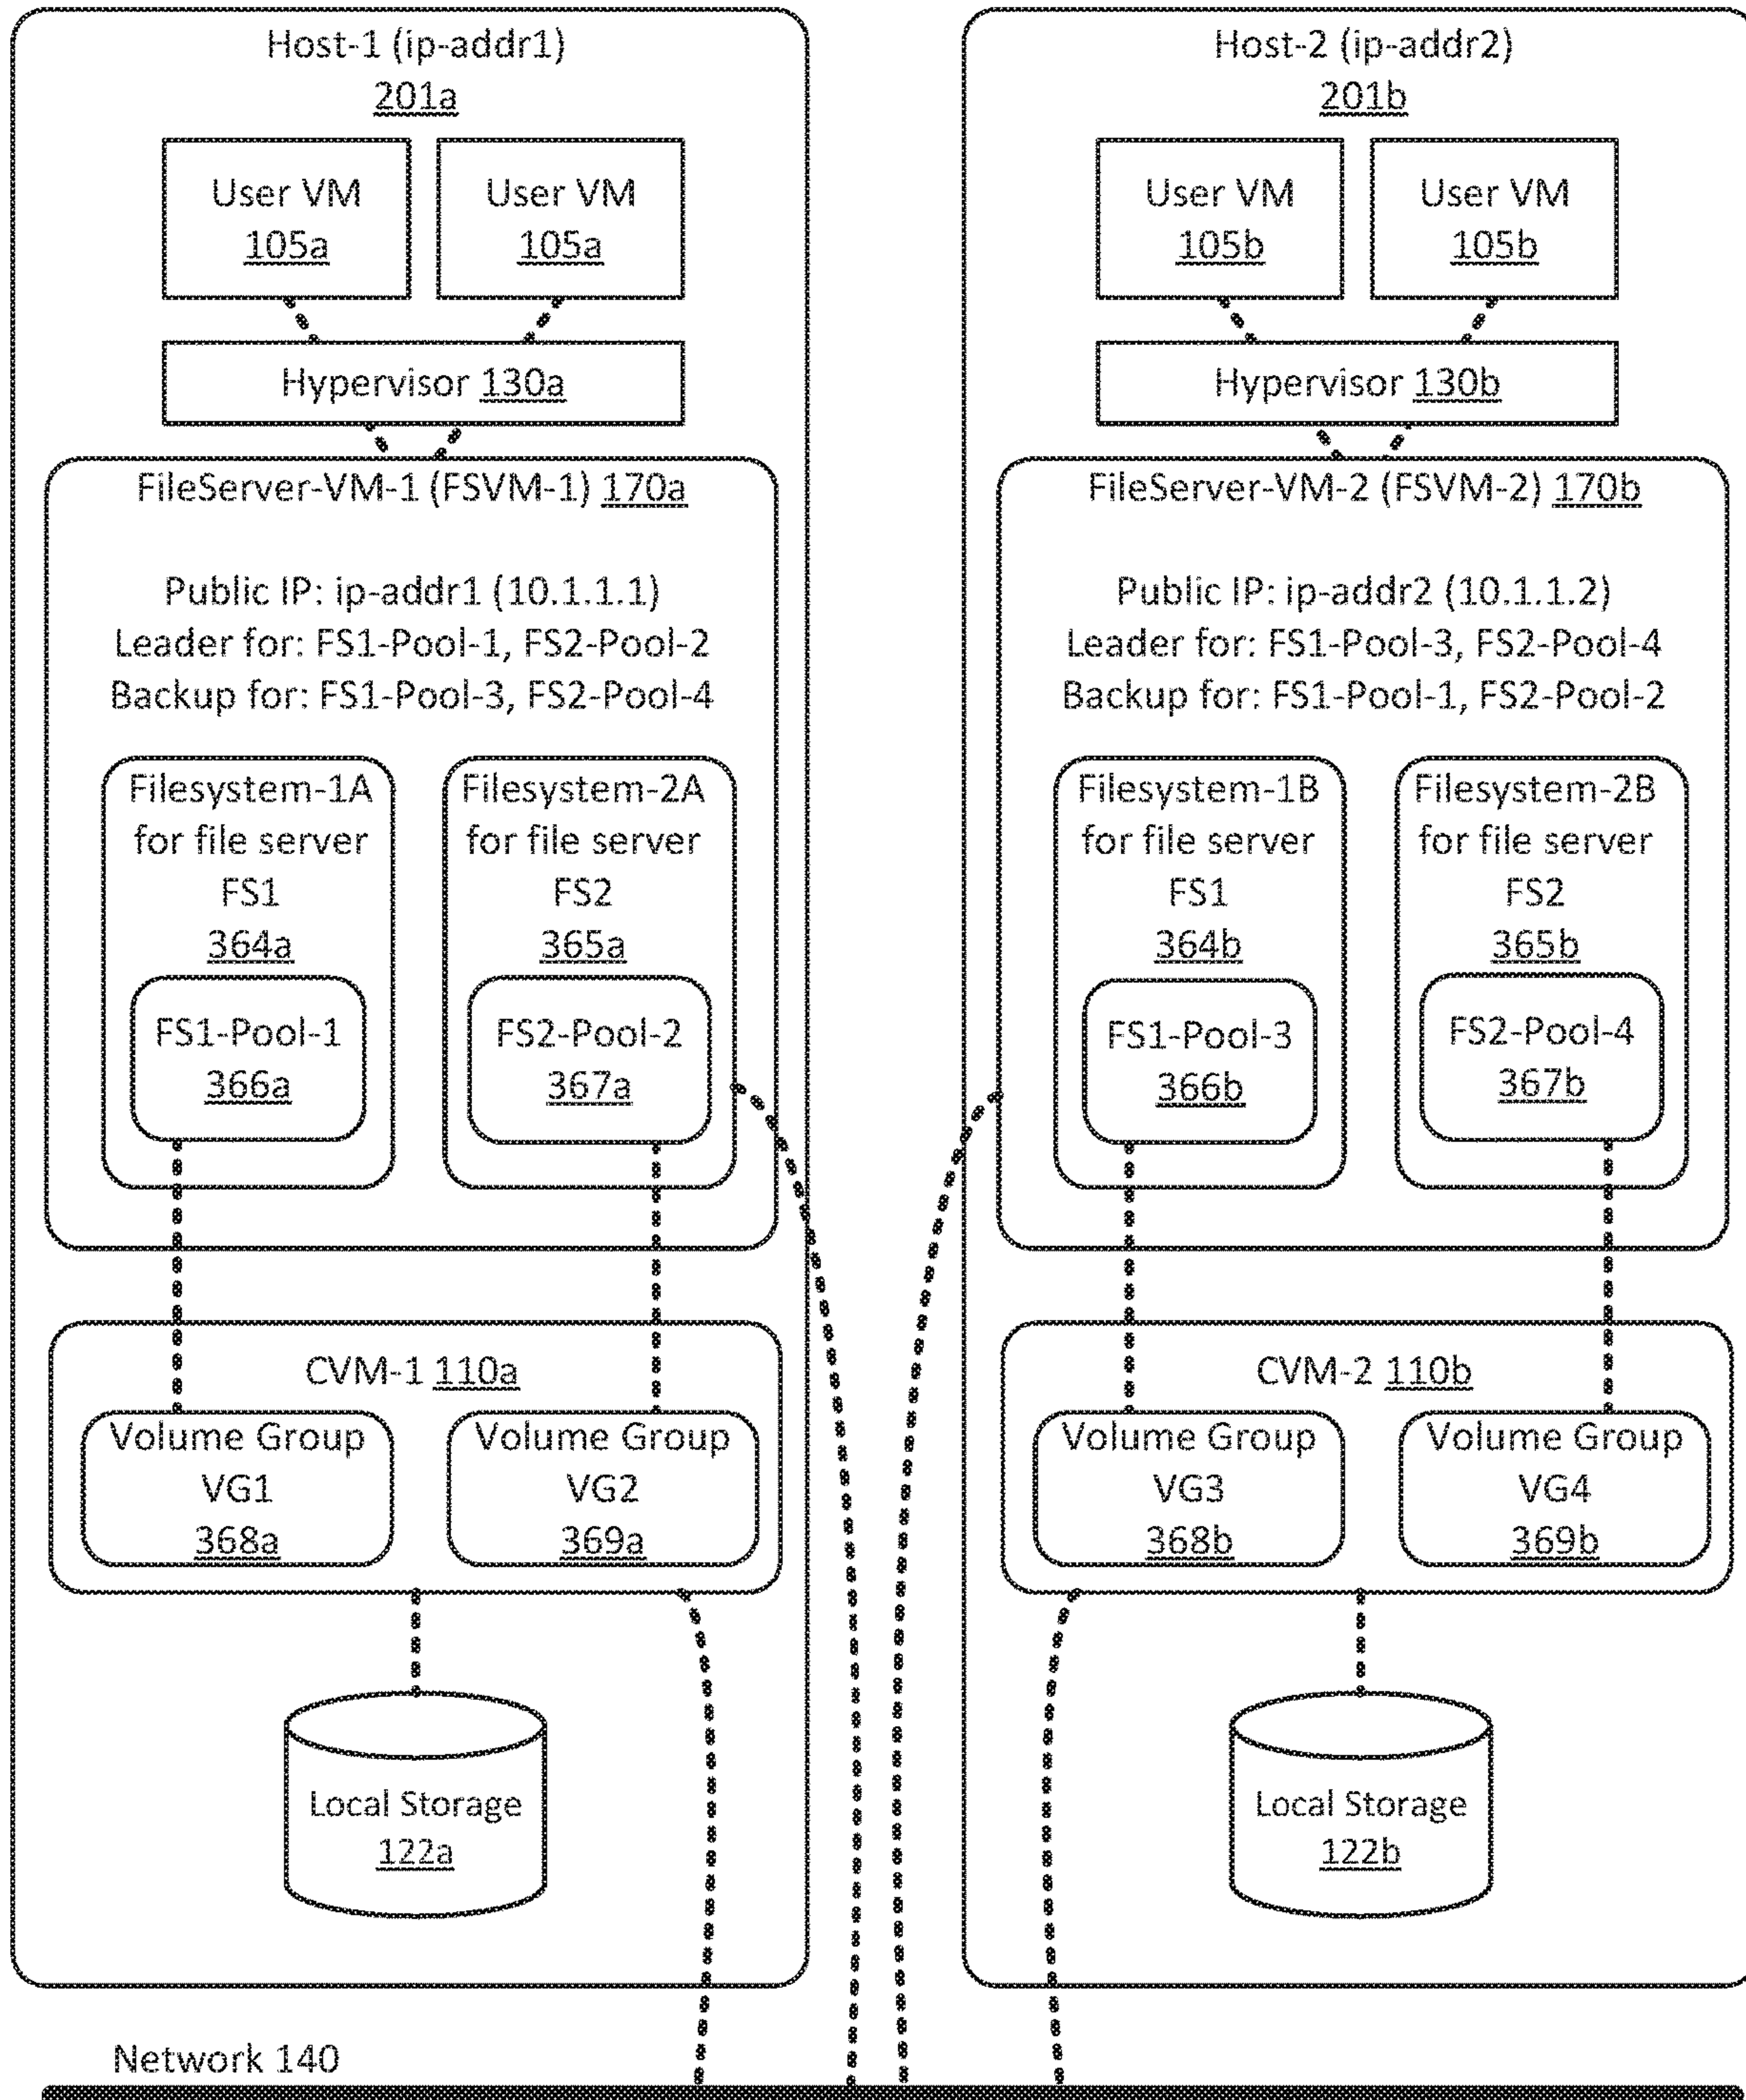 Host-1 (ip-addr1)
201a
User VM
105a
User VM
105a
Hypervisor 130a
FileServer-VM-1 (FSVM-1) 170a
Public IP: ip-addr1 (10.1.1.1)
Leader for: FS1-Pool-1, FS2-Pool-2
Backup for: FS1-Pool-3, FS2-Pool-4
Filesystem-1A
for file server
FS1
364a
FS1-Pool-1
366a
Filesystem-2A
for file server
FS2
365a
FS2-Pool-2
367a
CVM-1 110a
Volume Group
VG1
368a
Volume Group
VG2
369a
Local Storage
122a
Host-2 (ip-addr2)
201b
User VM
105b
User VM
105b
Hypervisor 130b
FileServer-VM-2 (FSVM-2) 170b
Public IP: ip-addr2 (10.1.1.2)
Leader for: FS1-Pool-3, FS2-Pool-4
Backup for: FS1-Pool-1, FS2-Pool-2
Filesystem-1B
for file server
FS1
364b
FS1-Pool-3
366b
Filesystem-2B
for file server
FS2
365b
FS2-Pool-4
367b
CVM-2 110b
Volume Group
VG3
368b
Volume Group
VG4
369b
Local Storage
122b
Network 140